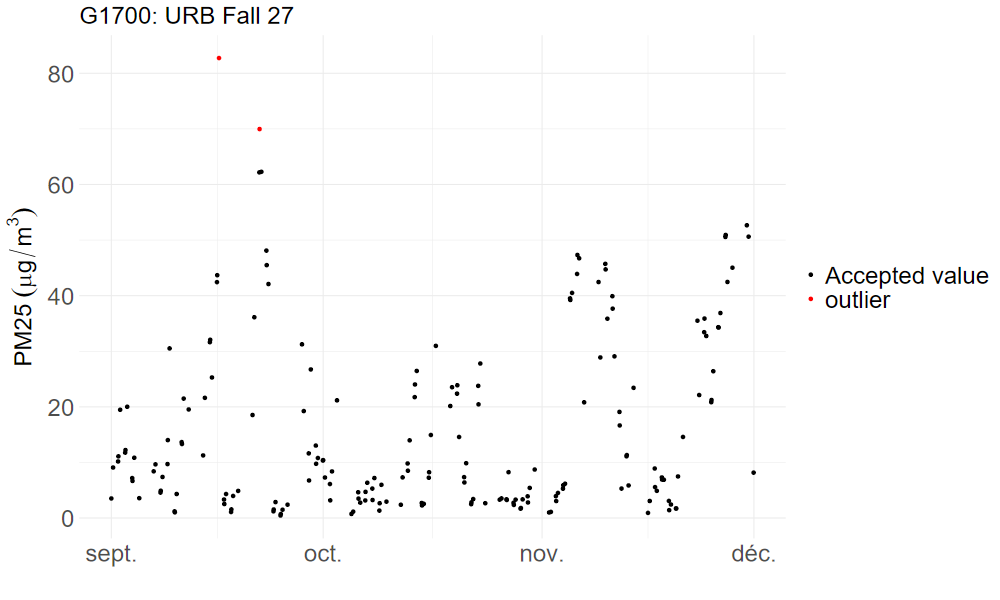 G1700: URB Fall 27
PM25 (μg/m³)
80
60
40
20
0
sept.
oct.
nov.
déc.
Accepted value
outlier